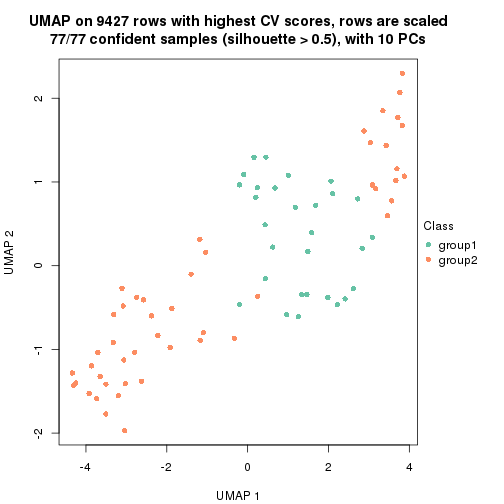 UMAP on 9427 rows with highest CV scores, rows are scaled
77/77 confident samples (silhouette > 0.5), with 10 PCs
2
1
0
-1
-2
UMAP 2
Class
group1
group2
-4
-2
0
2
4
UMAP 1